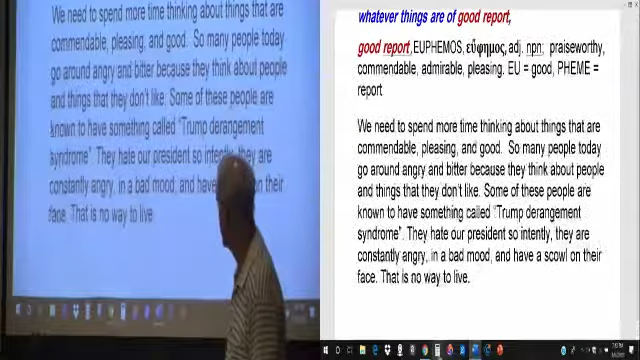 We need to spend more time thinking about things that are
commendable, pleasing, and good. So many people today
go around angry and bitter because they think about people
and things that they don't like. Some of these people are
known to have something called "Trump derangement
syndrome". They hate our president so intently, they are
constantly angry, in a bad mood, and have on their
face. That is no way to live
whatever things are of good report,
good report, EUPHEMOS, εὔφημος, adj. npn; praiseworthy,
commendable, admirable, pleasing. EU = good, PHEME =
report
We need to spend more time thinking about things that are
commendable, pleasing, and good. So many people today
go around angry and bitter because they think about people
and things that they don't like. Some of these people are
known to have something called "Trump derangement
syndrome". They hate our president so intently, they are
constantly angry, in a bad mood, and have a scowl on their
face. That is no way to live.